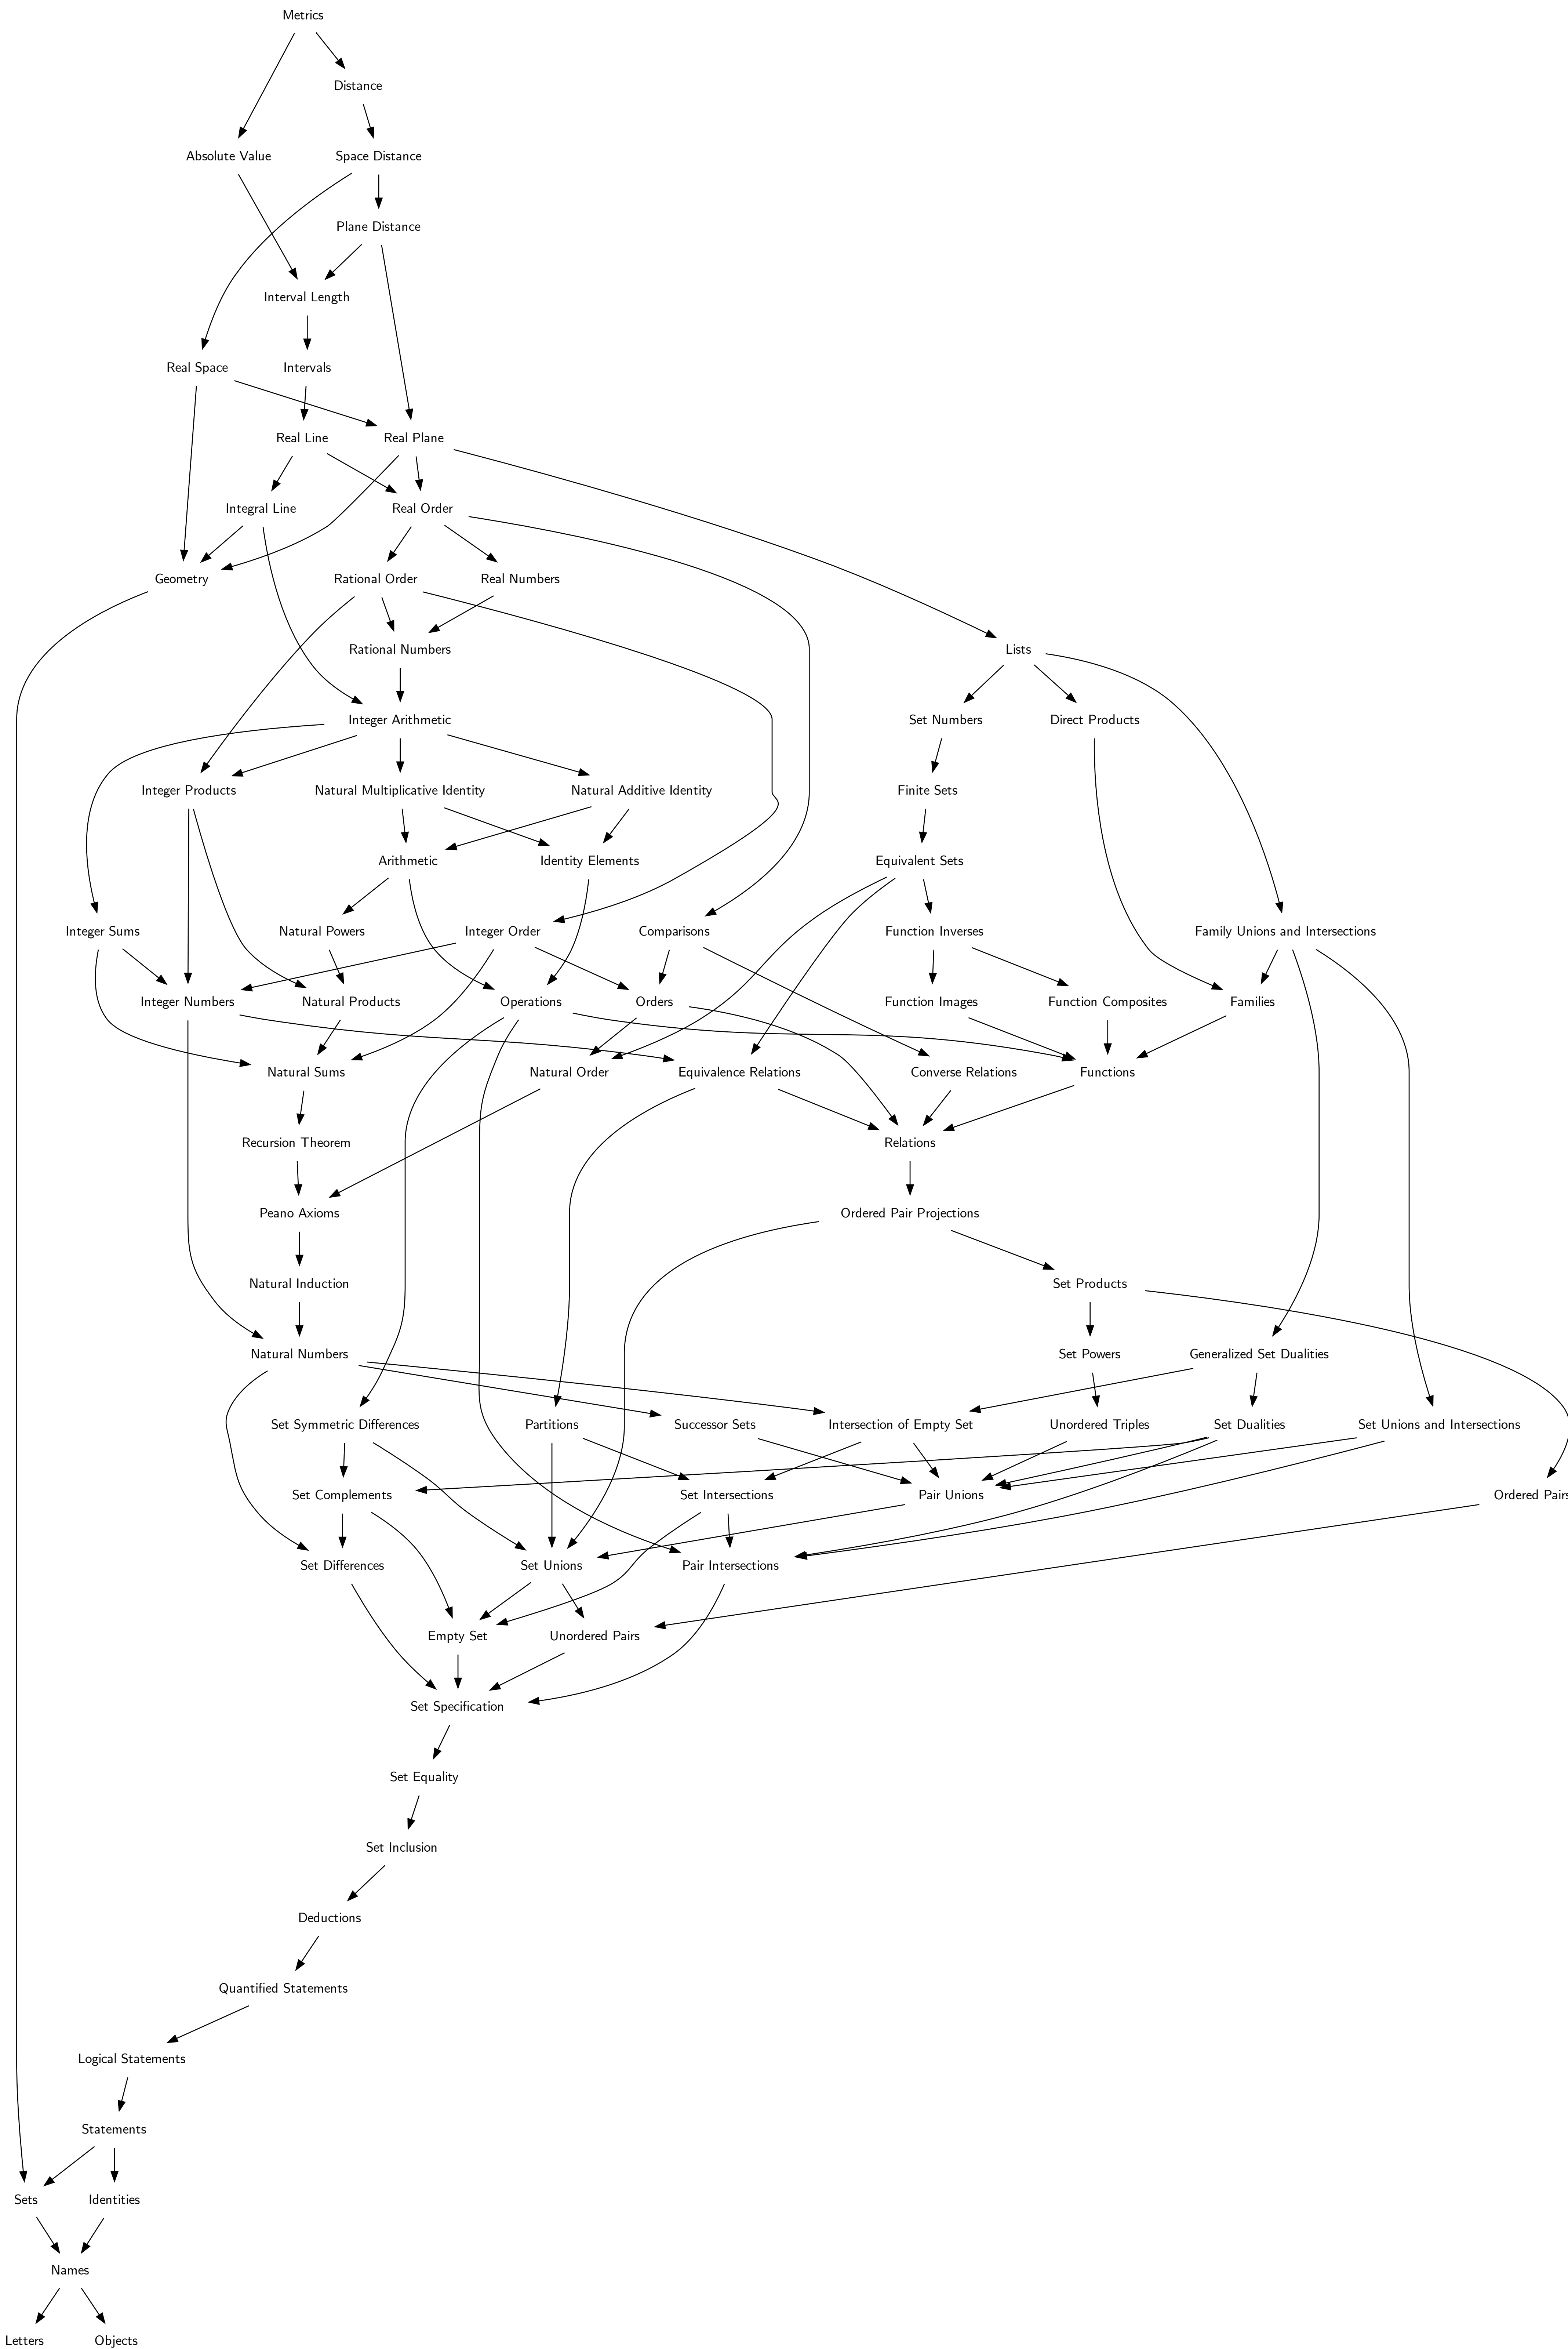 Metrics
Distance
Absolute Value
Space Distance
Plane Distance
Interval Length
Real Space
Intervals
Real Line
Real Plane
Integral Line
Real Order
Geometry
Rational Order
Real Numbers
Rational Numbers
Lists
Integer Arithmetic
Set Numbers
Direct Products
Integer Products
Natural Multiplicative Identity
Natural Additive Identity
Finite Sets
Arithmetic
Identity Elements
Equivalent Sets
Integer Sums
Natural Powers
Integer Order
Comparisons
Function Inverses
Family Unions and Intersections
Integer Numbers
Natural Products
Operations
Orders
Function Images
Function Composites
Families
Natural Sums
Natural Order
Equivalence Relations
Converse Relations
Functions
Recursion Theorem
Relations
Peano Axioms
Ordered Pair Projections
Natural Induction
Set Products
Natural Numbers
Set Powers
Generalized Set Dualities
Set Symmetric Differences
Partitions
Successor Sets
Intersection of Empty Set
Unordered Triples
Set Dualities
Set Unions and Intersections
Set Complements
Set Intersections
Pair Unions
Ordered Pairs
Set Differences
Set Unions
Pair Intersections
Empty Set
Unordered Pairs
Set Specification
Set Equality
Set Inclusion
Deductions
Quantified Statements
Logical Statements
Statements
Sets
Identities
Names
Letters
Objects